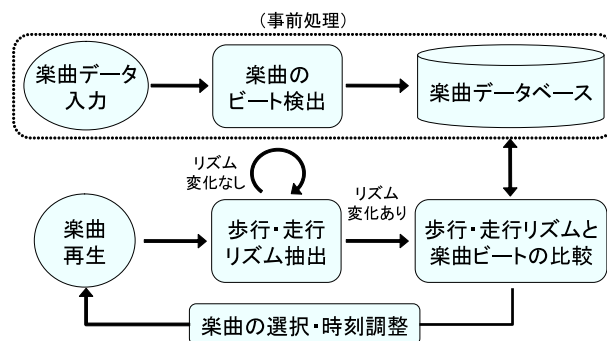 （事前処理）
楽曲データ
入力
楽曲の
ビート検出
楽曲データベース
リズム
変化なし
リズム
変化あり
楽曲
再生
歩行・走行
リズム抽出
歩行・走行リズムと
楽曲ビートの比較
楽曲の選択・時刻調整